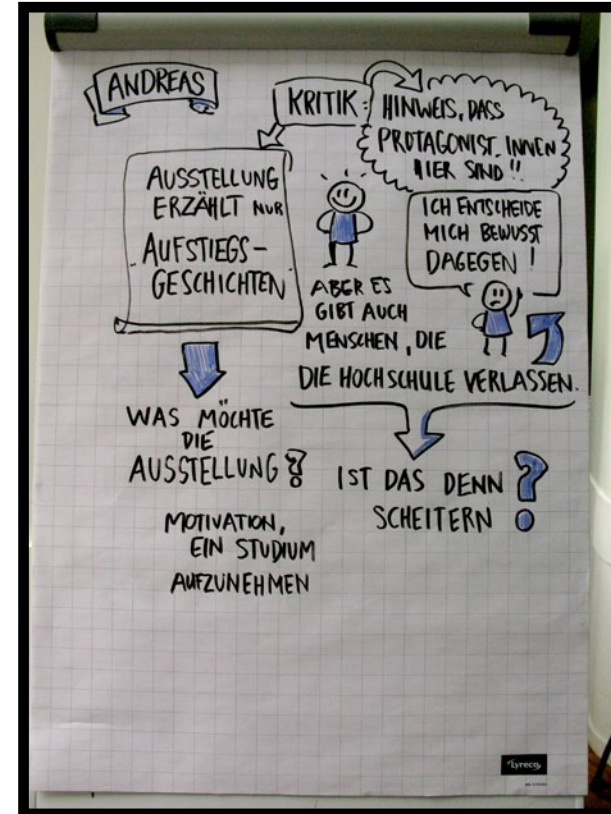 ANDREAS
KRITIK:
HINWEIS, DASS
PROTAGONIST. INNEN
HIER SIND !!
AUSSTELLUNG
ERZÄHLT NUR
AUFSTIEGS-
GESCHICHTEN
ICH ENTSCHEIDE
MICH BEWUSST
DAGEGEN !
ABER ES
GIBT AUCH
MENSCHEN, DIE
DIE HOCHSCHULE VERLASSEN.
WAS MÖCHTE
DIE
AUSSTELLUNG ?
MOTIVATION,
EIN STUDIUM
AUFZUNEHMEN
IST DAS DENN
SCHEITERN ?
Lyreco